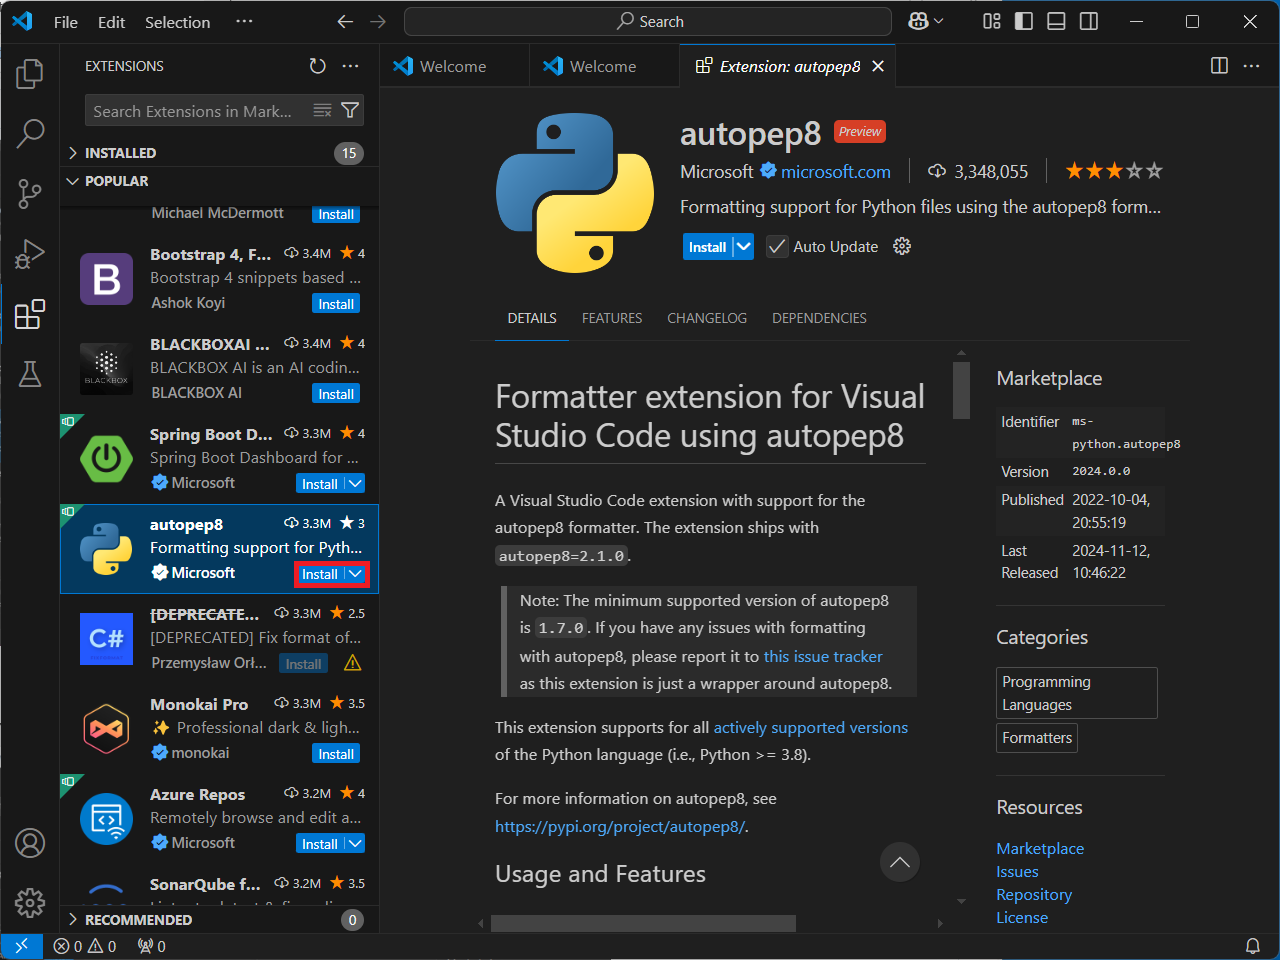 File Edit Selection ··· Search
EXTENSIONS
Welcome
Welcome
Extension: autopep8
Search Extensions in Mark...
INSTALLED 15
POPULAR
Michael McDermott Install
Bootstrap 4, F... 3.4M 4
Bootstrap 4 snippets based ...
Ashok Koyi Install
BLACKBOXAI ... 3.4M 4
BLACKBOX AI is an AI codin...
BLACKBOX AI Install
BLACKBOX
Spring Boot D... 3.3M 4
Spring Boot Dashboard for ...
Microsoft Install
autopep8 3.3M 3
Formatting support for Pyth...
Microsoft Install
[DEPRECATE... 3.3M 2.5
[DEPRECATED] Fix format of...
Przemysław Orł... Install
C#
Monokai Pro 3.3M 3.5
✨ Professional dark & ligh...
monokai Install
Azure Repos 3.2M 4
Remotely browse and edit a...
Microsoft Install
SonarQube f... 3.2M 3.5
RECOMMENDED 0
autopep8 Preview
Microsoft microsoft.com 3,348,055
Formatting support for Python files using the autopep8 form...
Install Auto Update
DETAILS FEATURES CHANGELOG DEPENDENCIES
Formatter extension for Visual
Studio Code using autopep8
A Visual Studio Code extension with support for the
autopep8 formatter. The extension ships with
autopep8=2.1.0.
Note: The minimum supported version of autopep8
is 1.7.0. If you have any issues with formatting
with autopep8, please report it to this issue tracker
as this extension is just a wrapper around autopep8.
This extension supports for all actively supported versions
of the Python language (i.e., Python >= 3.8).
For more information on autopep8, see
https://pypi.org/project/autopep8/.
Usage and Features
Marketplace
Identifier ms-
python.autopep8
Version 2024.0.0
Published 2022-10-04,
20:55:19
Last 2024-11-12,
Released 10:46:22
Categories
Programming
Languages
Formatters
Resources
Marketplace
Issues
Repository
License
0 0 0